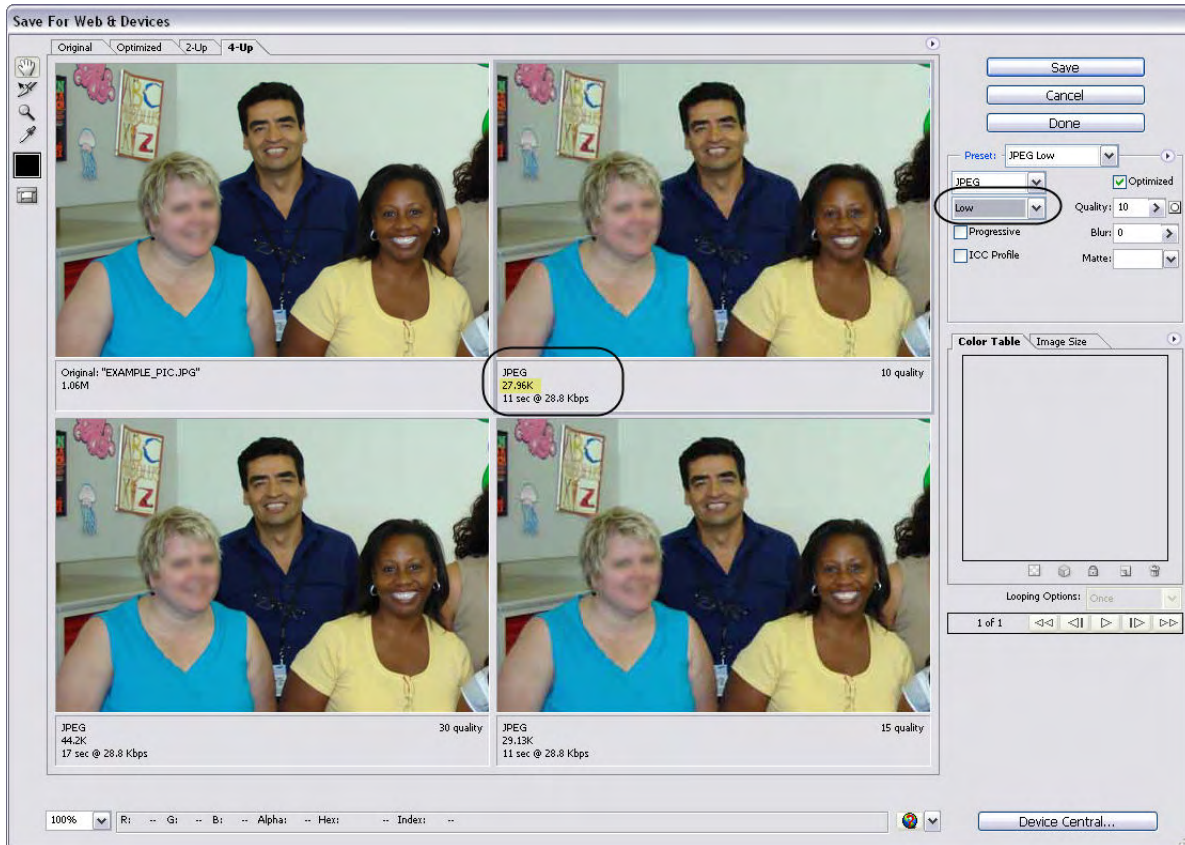 Save For Web & Devices
Original
Optimized
2-Up
4-Up
Save
Cancel
Done
Preset:
JPEG Low
JPEG
Optimized
Low
Quality: 10
Progressive
Blur: 0
ICC Profile
Matte:
Color Table
Image Size
Original: "EXAMPLE_PIC.JPG"
1.06M
JPEG
10 quality
27.96K
11 sec @ 28.8 Kbps
Looping Options: Once
1 of 1
JPEG
30 quality
44.2K
17 sec @ 28.8 Kbps
JPEG
15 quality
29.13K
11 sec @ 28.8 Kbps
100%
R: -- G: -- B: -- Alpha: -- Hex: -- Index: --
Device Central...